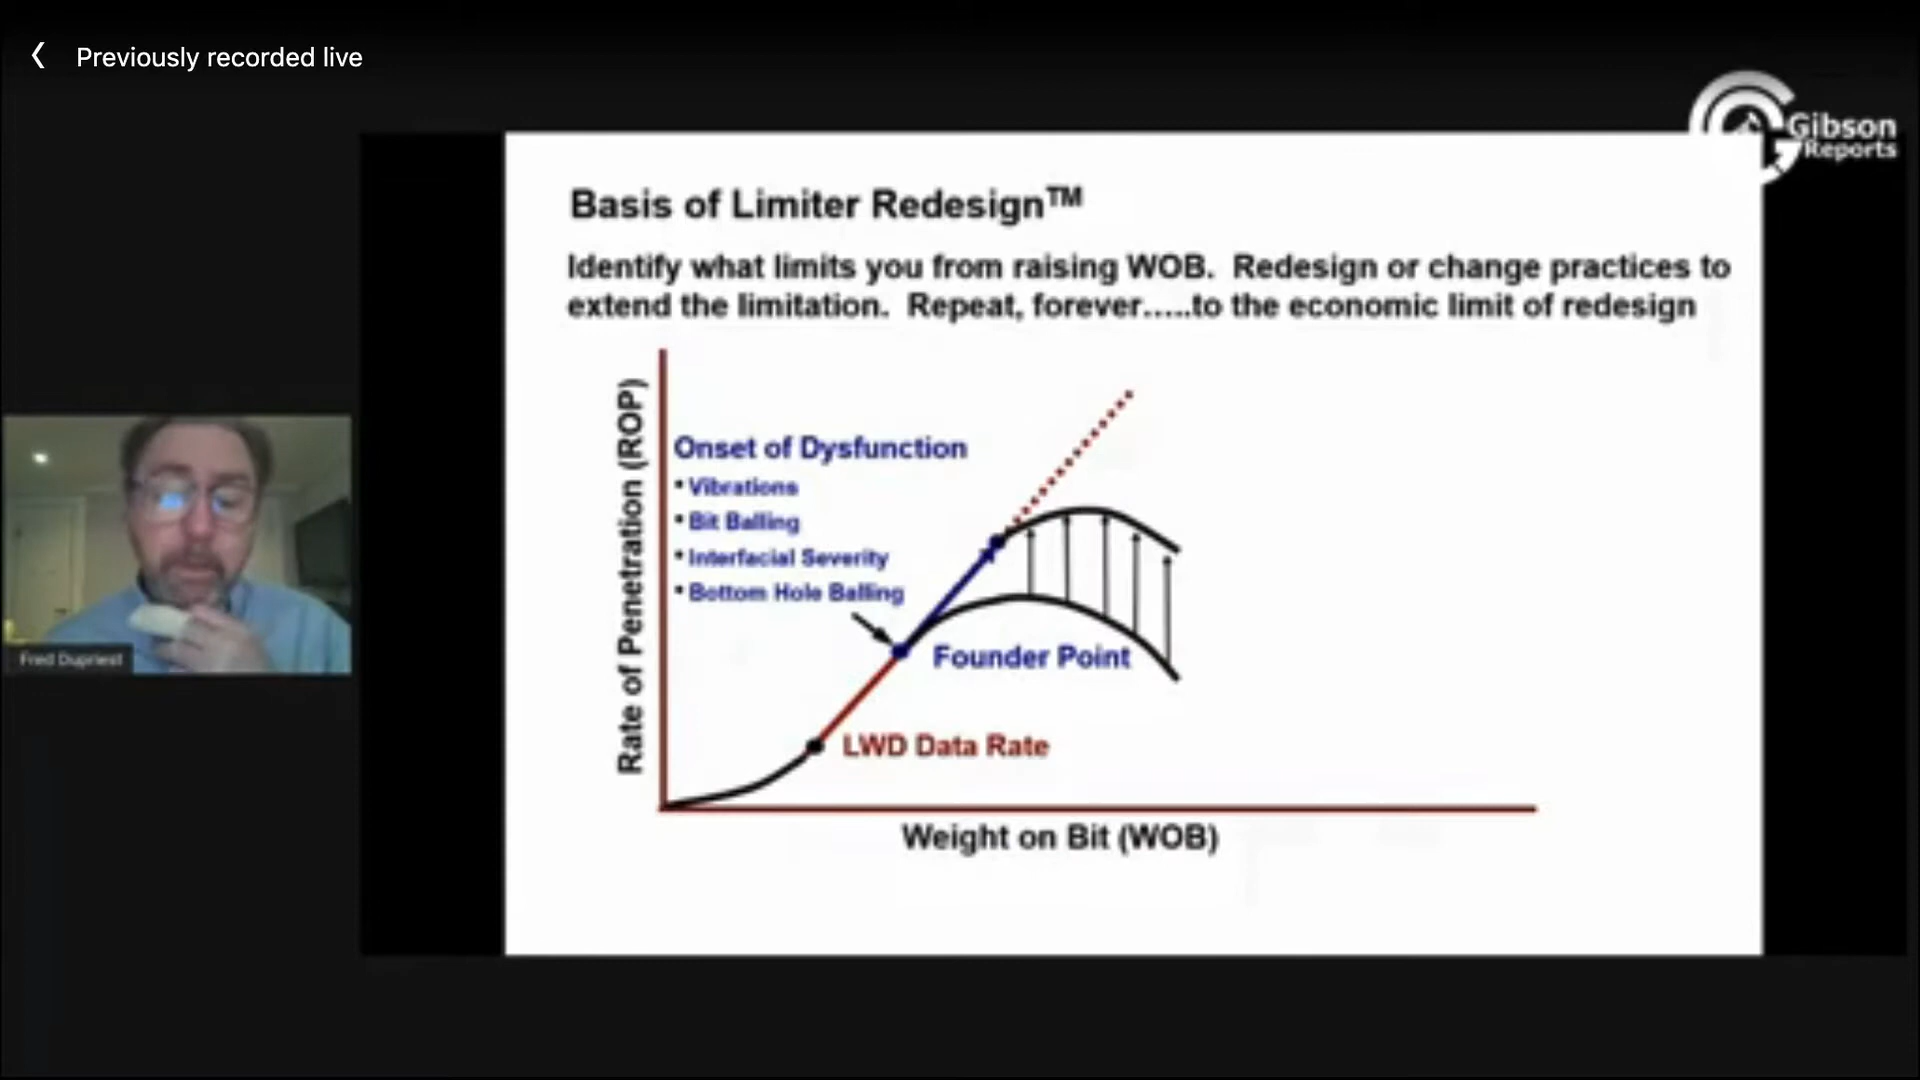 Previously recorded live
Gibson
Reports
Basis of Limiter Redesign™
Identify what limits you from raising WOB. Redesign or change practices to
extend the limitation. Repeat, forever.....to the economic limit of redesign
Rate of Penetration (ROP)
Onset of Dysfunction
• Vibrations
• Bit Balling
• Interfacial Severity
• Bottom Hole Balling
Founder Point
LWD Data Rate
Weight on Bit (WOB)
Fred Dupriest